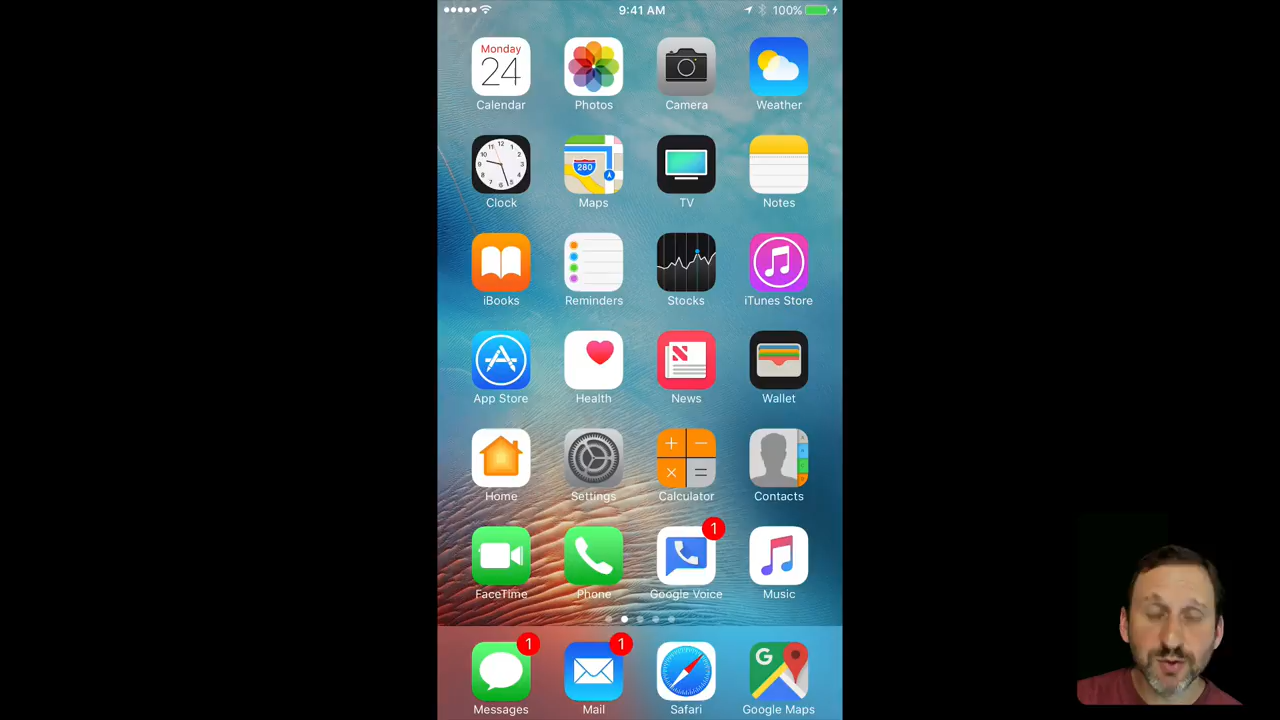 9:41 AM 100%
Monday
24
Calendar Photos Camera Weather
280
Clock Maps TV Notes
iBooks Reminders Stocks iTunes Store
App Store Health News Wallet
Home Settings Calculator Contacts
1
FaceTime Phone Google Voice Music
1 1
G
Messages Mail Safari Google Maps